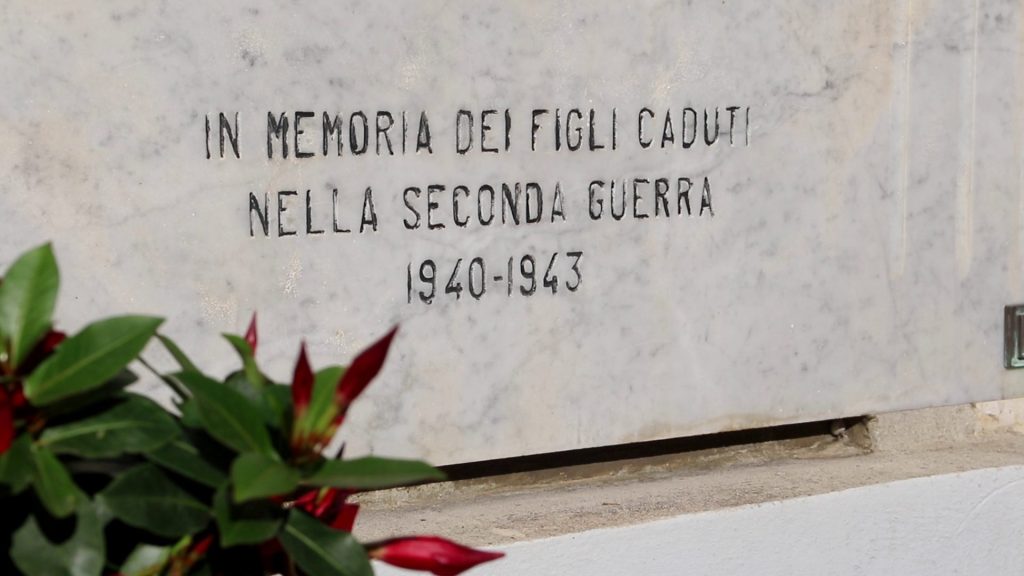 IN MEMORIA DEI FIGLI CADUTI
NELLA SECONDA GUERRA
1940-1943